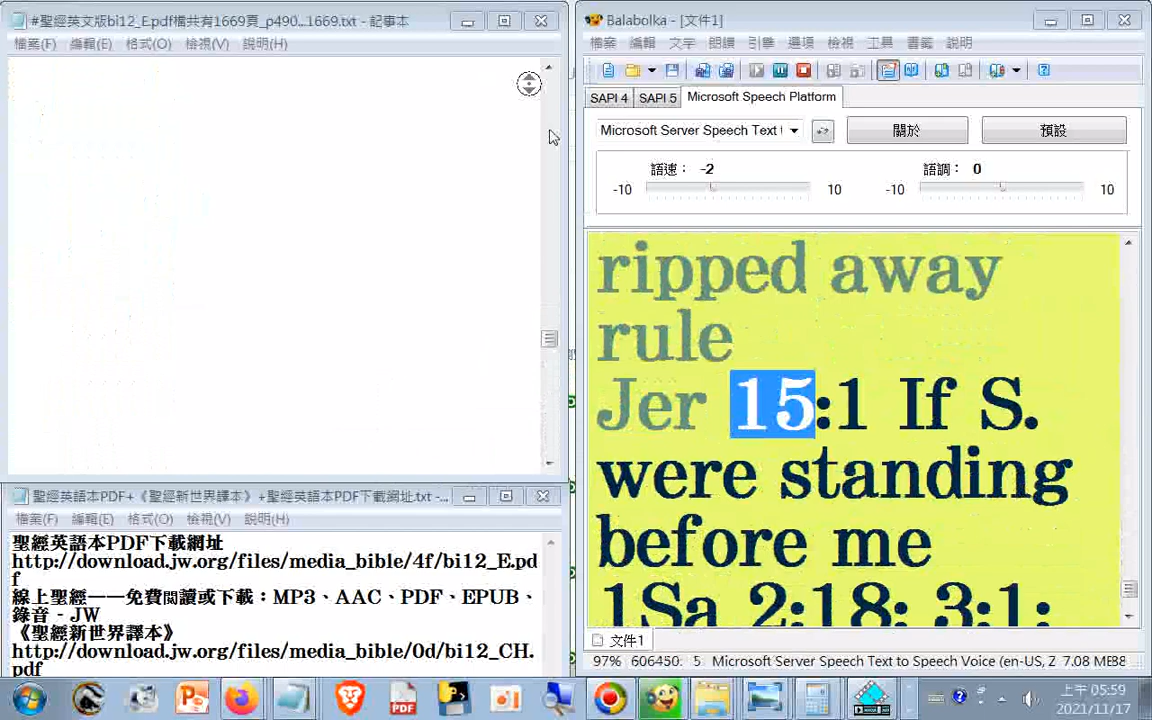 #聖經英文版bi12_E.pdf檔共有1669頁_p490...1669.txt - 記事本
檔案(F) 編輯(E) 格式(O) 檢視(V) 說明(H)
聖經英語本PDF+《聖經新世界譯本》+聖經英語本PDF下載網址.txt - ...
檔案(F) 編輯(E) 格式(O) 檢視(V) 說明(H)
聖經英語本PDF下載網址
http://download.jw.org/files/media_bible/4f/bi12_E.pd
f
線上聖經——免費閱讀或下載：MP3、AAC、PDF、EPUB、
錄音 - JW
《聖經新世界譯本》
http://download.jw.org/files/media_bible/0d/bi12_CH.
pdf
Balabolka - [文件1]
檔案 編輯 文字 朗讀 引擎 選項 檢視 工具 書籤 說明
SAPI 4 SAPI 5 Microsoft Speech Platform
Microsoft Server Speech Text 關於 預設
語速： -2 語調： 0
-10 10 -10 10
ripped away
rule
Jer 15:1 If S.
were standing
before me
1Sa 2:18; 3:1;
文件1
97% 606450: 5 Microsoft Server Speech Text to Speech Voice (en-US, Z 7.08 MB
上午 05:59
2021/11/17